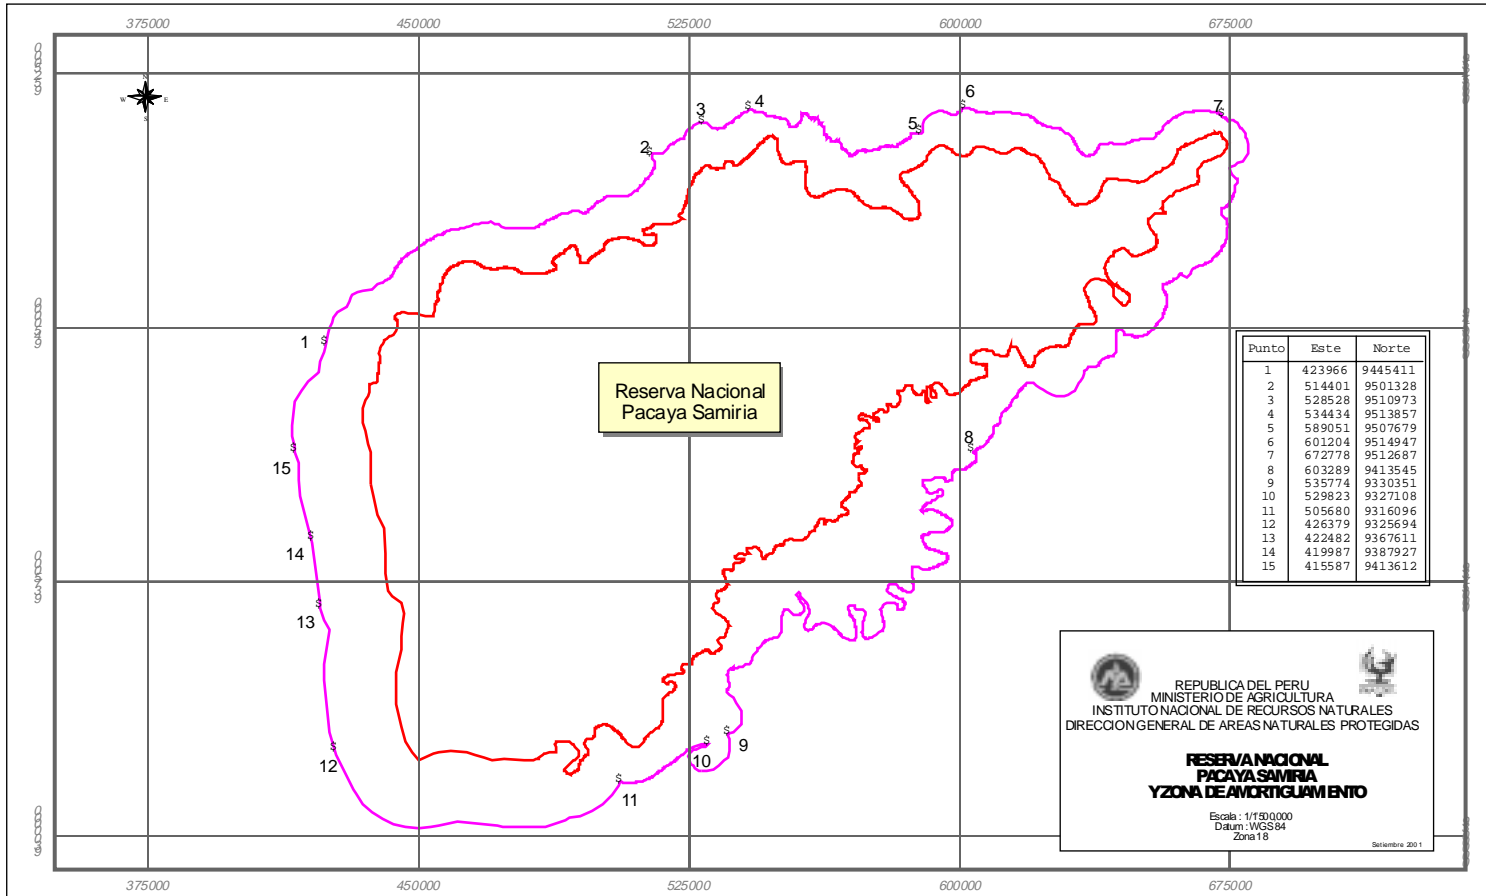 375000 450000 525000 600000 675000
N
W E
S
1
2
3
4
5
6
7
8
9
10
11
12
13
14
15
Reserva Nacional
Pacaya Samiria
Punto Este Norte
1 423966 9445411
2 514401 9501328
3 528528 9510973
4 534434 9513857
5 589051 9507679
6 601204 9514947
7 672778 9512687
8 603289 9413545
9 535774 9330351
10 529823 9327108
11 505680 9316096
12 426379 9325694
13 422482 9367611
14 419987 9387927
15 415587 9413612
REPUBLICA DEL PERU
MINISTERIO DE AGRICULTURA
INSTITUTO NACIONAL DE RECURSOS NATURALES
DIRECCION GENERAL DE AREAS NATURALES PROTEGIDAS
RESERVA NACIONAL
PACAYA SAMIRIA
Y ZONA DE AMORTIGUAMIENTO
Escala : 1/1'500,000
Datum : WGS 84
Zona 18
Setiembre 2001
375000 450000 525000 600000 675000